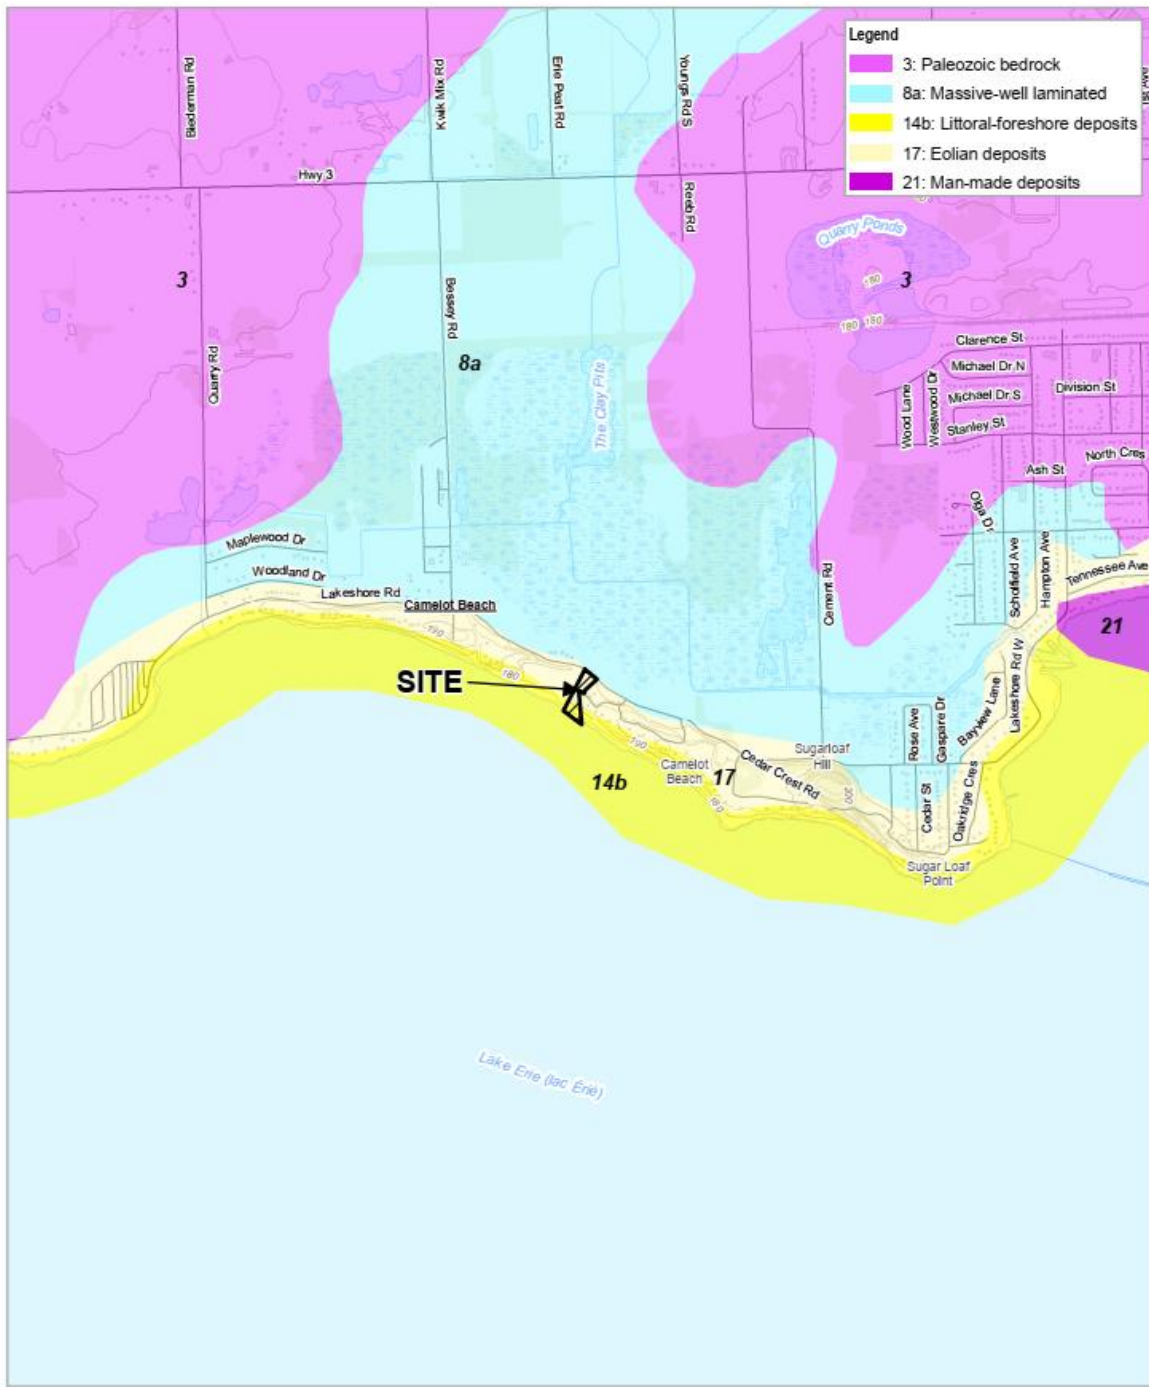 Legend
3: Paleozoic bedrock
8a: Massive-well laminated
14b: Littoral-foreshore deposits
17: Eolian deposits
21: Man-made deposits
Biederman Rd
Kwik Mix Rd
Erie Peat Rd
Youngs Rd S
Hwy 3
Reeb Rd
Quarry Ponds
3
180
3
180
180
Bessey Rd
Quarry Rd
8a
The Clay Pits
Clarence St
Michael Dr N
Division St
Wood Lane
Westwood Dr
Michael Dr S
Stanley St
North Cres
Ash St
Olga Dr
Maplewood Dr
Woodland Dr
Lakeshore Rd
Camelot Beach
Cement Rd
Scholfield Ave
Hampton Ave
Tennessee Ave
21
190
180
SITE
Lakeshore Rd W
Bayview Lane
Rose Ave
Gaspare Dr
190
Sugarloaf
Hill
Camelot
Beach
17
Cedar Crest Rd
14b
180
200
Cedar St
Oakridge Cres
Sugar Loaf
Point
Lake Erie (lac Érié)